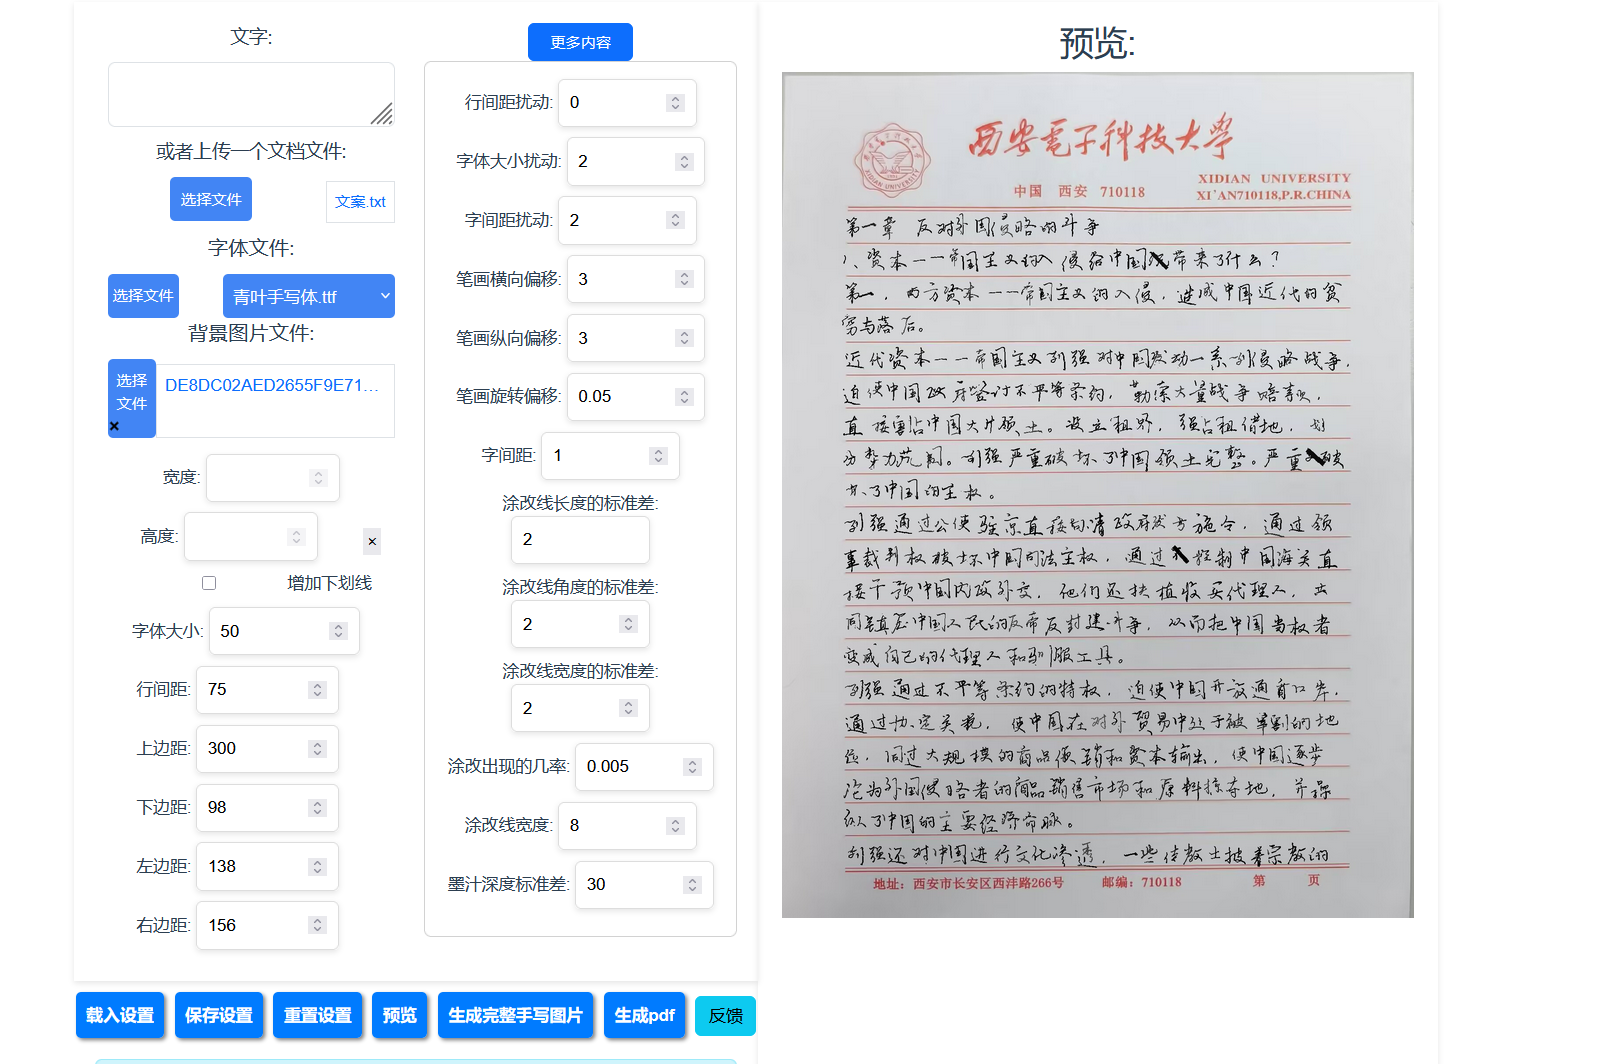 文字:
或者上传一个文档文件:
选择文件
文案.txt
字体文件:
选择文件
青叶手写体.ttf
背景图片文件:
选择
文件
×
DE8DC02AED2655F9E71...
宽度:
高度:
×
增加下划线
字体大小: 50
行间距: 75
上边距: 300
下边距: 98
左边距: 138
右边距: 156
更多内容
行间距扰动: 0
字体大小扰动: 2
字间距扰动: 2
笔画横向偏移: 3
笔画纵向偏移: 3
笔画旋转偏移: 0.05
字间距: 1
涂改线长度的标准差:
2
涂改线角度的标准差:
2
涂改线宽度的标准差:
2
涂改出现的几率: 0.005
涂改线宽度: 8
墨汁深度标准差: 30
载入设置
保存设置
重置设置
预览
生成完整手写图片
生成pdf
反馈
预览:
西安電子科技大学
XIDIAN UNIVERSITY
中国 西安 710118
XI'AN710118,P.R.CHINA
第一章 反对外国侵略的斗争
1、资本一一帝国主义的入侵给中国带来了什么?
第一,西方资本一一帝国主义的入侵,造成中国近代的贫
穷与落后。
近代资本一一帝国主义列强对中国发动一系列侵略战争,
迫使中国政府签订不平等条约,勒索大量战争赔款,
直接割占中国大片领土。设立租界,强占租借地,划
分势力范围。列强严重破坏了中国领土完整。严重破
坏了中国的主权。
列强通过公使驻京直接向清政府发号施令,通过领
事裁判权破坏中国司法主权,通过控制中国海关直
接干预中国内政外交,他们还扶植收买代理人,共
同镇压中国人民的反帝反封建斗争,从而把中国当权者
变成自己的代理人和驯服工具。
列强通过不平等条约的特权,迫使中国开放通商口岸,
通过协定关税,使中国在对外贸易中处于被宰割的地
位,同过大规模的商品倾销和资本输出,使中国逐步
沦为外国侵略者的商品销售市场和原料掠夺地,并操
纵了中国的主要经济命脉。
列强还对中国进行文化渗透,一些传教士披着宗教的
地址:西安市长安区西沣路266号 邮编:710118 第 页